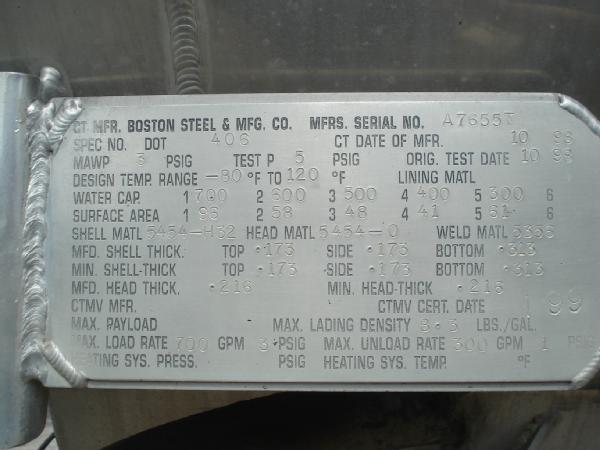 CT MFR. BOSTON STEEL & MFG. CO. MFRS. SERIAL NO. A7655T
SPEC NO. DOT 406 CT DATE OF MFR. 10 98
MAWP 3 PSIG TEST P 5 PSIG ORIG. TEST DATE 10 98
DESIGN TEMP. RANGE -80 °F TO 120 °F LINING MATL
WATER CAP. 1 700 2 600 3 500 4 400 5 300 6
SURFACE AREA 1 2 58 3 48 4 41 5 6
SHELL MATL 5454-H32 HEAD MATL 5454-0 WELD MATL 5356
MFD. SHELL THICK. TOP .173 SIDE .173 BOTTOM .313
MIN. SHELL-THICK TOP .173 SIDE .173 BOTTOM .313
MFD. HEAD THICK. .216 MIN. HEAD-THICK .216
CTMV MFR. CTMV CERT. DATE 1 99
MAX. PAYLOAD MAX. LADING DENSITY 8.3 LBS./GAL.
MAX. LOAD RATE 700 GPM 3 PSIG MAX. UNLOAD RATE 300 GPM 1 PSIG
HEATING SYS. PRESS. PSIG HEATING SYS. TEMP. °F